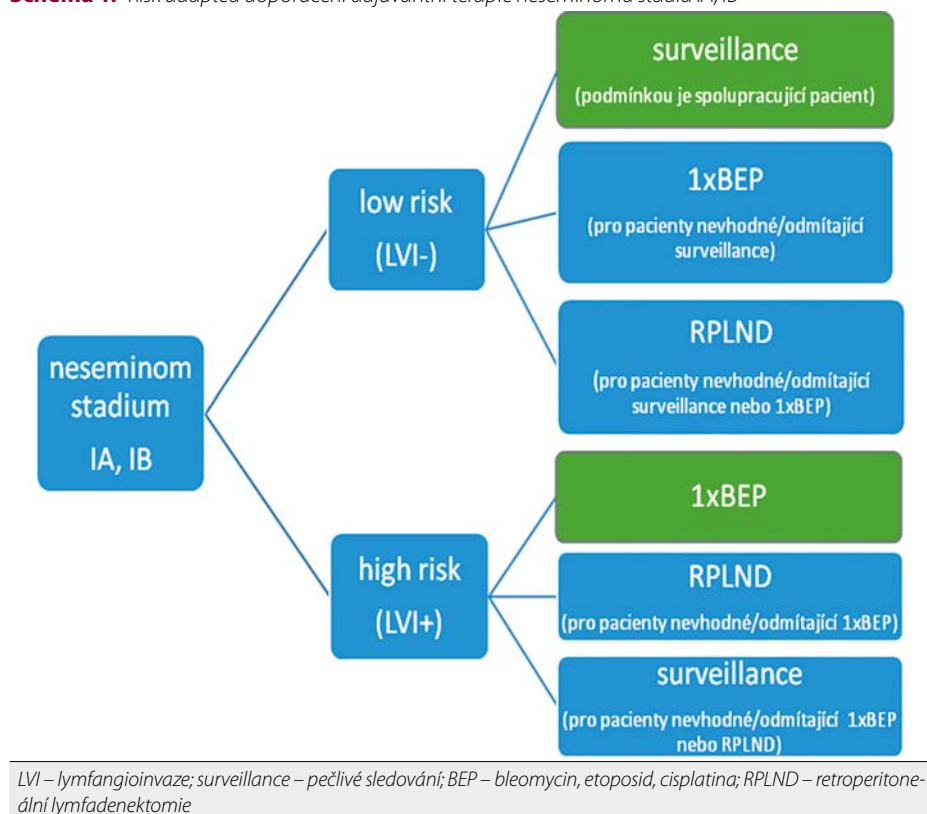 Schema 1. Risk adapted doporučení adjuvantní terapie neseminomu stadia IA, IB
surveillance
(podmínkou je spolupracující pacient)
1xBEP
(pro pacienty nevhodné/odmítající
surveillance)
low risk
(LVI-)
RPLND
(pro pacienty nevhodné/odmítající
surveillance nebo 1xBEP)
neseminom
stadium
IA, IB
1xBEP
high risk
(LVI+)
RPLND
(pro pacienty nevhodné/odmítající 1xBEP)
surveillance
(pro pacienty nevhodné/odmítající 1xBEP
nebo RPLND)
LVI – lymfangioinvaze; surveillance – pečlivé sledování; BEP – bleomycin, etoposid, cisplatina; RPLND – retroperitone-
ální lymfadenektomie